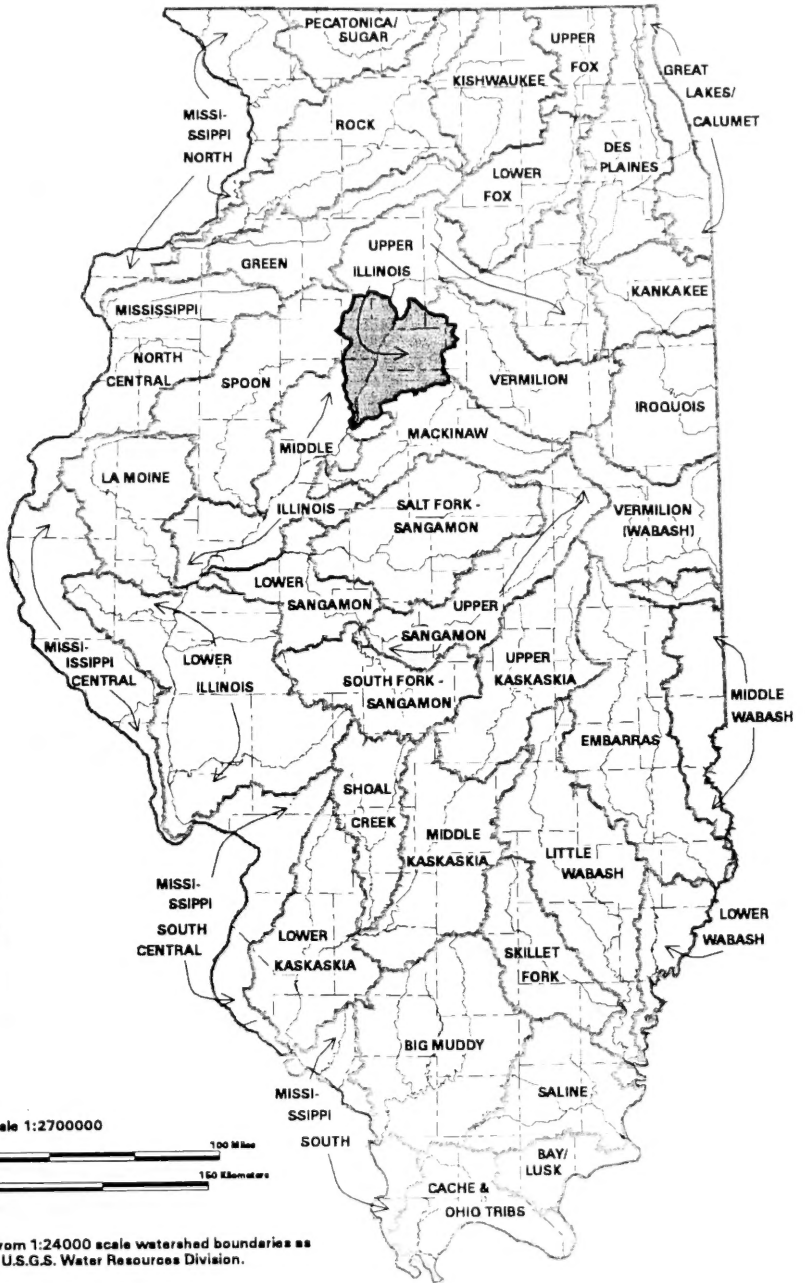 PECATONICA/
SUGAR
UPPER
FOX
KISHWAUKEE
GREAT
LAKES/
CALUMET
MISSI-
SSIPPI
NORTH
ROCK
DES
PLAINES
LOWER
FOX
UPPER
ILLINOIS
GREEN
KANKAKEE
MISSISSIPPI
NORTH
CENTRAL
SPOON
VERMILION
IROQUOIS
MIDDLE
ILLINOIS
MACKINAW
LA MOINE
SALT FORK -
SANGAMON
VERMILION
(WABASH)
LOWER
SANGAMON
UPPER
SANGAMON
MISSI-
ISSIPPI
CENTRAL
LOWER
ILLINOIS
SOUTH FORK -
SANGAMON
UPPER
KASKASKIA
MIDDLE
WABASH
EMBARRAS
SHOAL
CREEK
MIDDLE
KASKASKIA
LITTLE
WABASH
MISSI-
SSIPPI
SOUTH
CENTRAL
LOWER
KASKASKIA
SKILLET
FORK
LOWER
WABASH
BIG MUDDY
SALINE
MISSI-
SSIPPI
SOUTH
BAY/
LUSK
CACHE &
OHIO TRIBS
ale 1:2700000
100 Miles
150 Kilometers
rom 1:24000 scale watershed boundaries as
U.S.G.S. Water Resources Division.